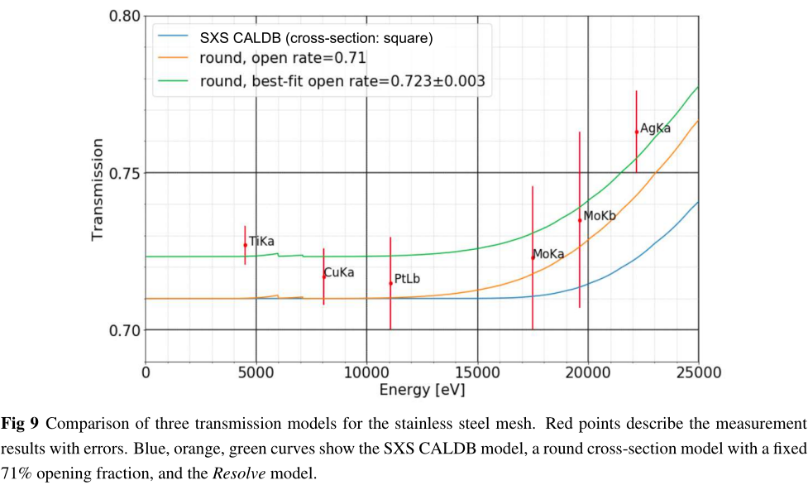 0.80
SXS CALDB (cross-section: square)
round, open rate=0.71
round, best-fit open rate=0.723±0.003
AgKa
0.75
Transmission
MoKb
TiKa
MoKa
CuKa
PtLb
0.70
0 5000 10000 15000 20000 25000
Energy [eV]
Fig 9 Comparison of three transmission models for the stainless steel mesh. Red points describe the measurement
results with errors. Blue, orange, green curves show the SXS CALDB model, a round cross-section model with a fixed
71% opening fraction, and the Resolve model.